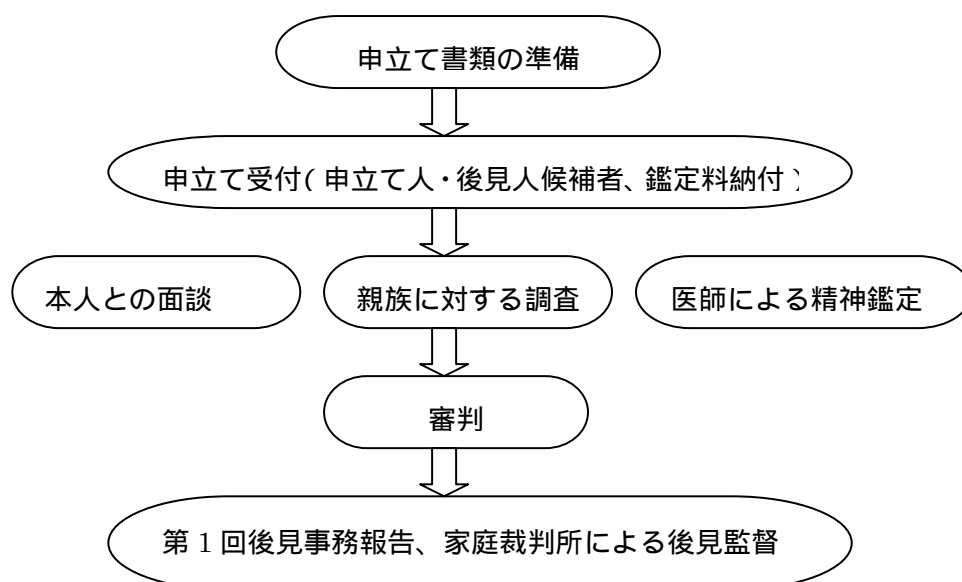 申立て書類の準備
申立て受付(申立て人・後見人候補者、鑑定料納付)
本人との面談
親族に対する調査
医師による精神鑑定
審判
第1回後見事務報告、家庭裁判所による後見監督